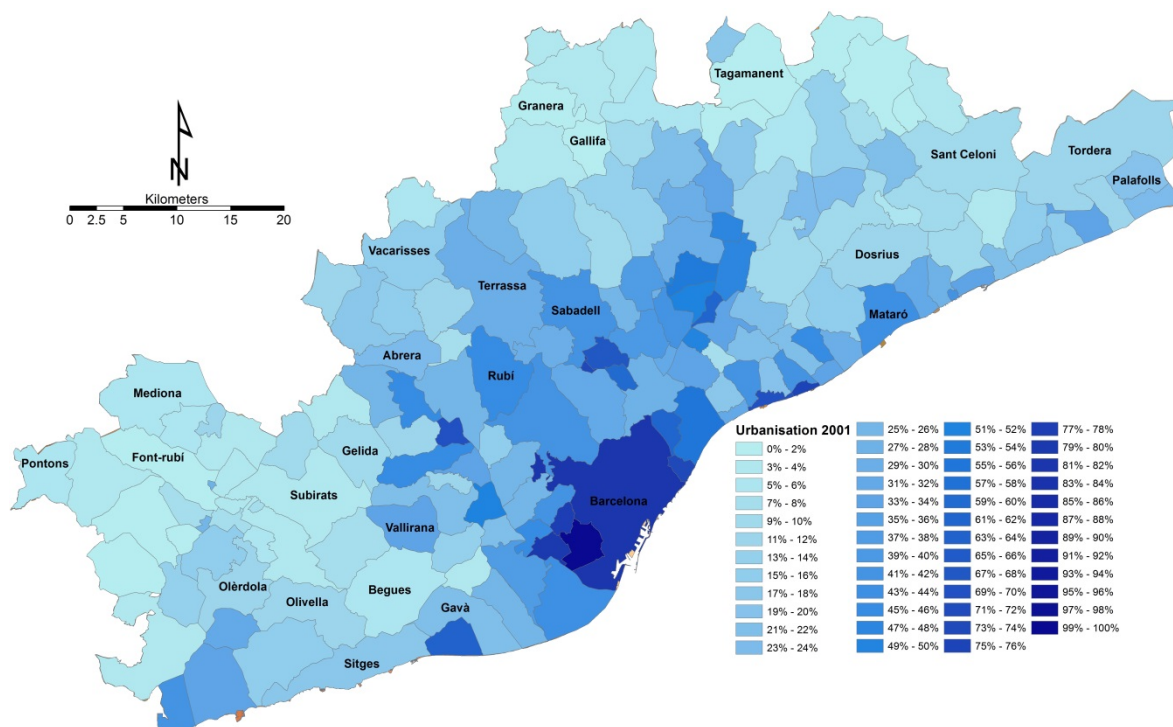 Tagamanent
Granera
Gallifa
Sant Celoni
Tordera
Palafolls
N
Kilometers
0 2.5 5 10 15 20
Vacarisses
Dosrius
Terrassa
Sabadell
Mataró
Abrera
Rubí
Mediona
Pontons
Font-rubí
Gelida
Subirats
Barcelona
Vallirana
Begues
Olèrdola
Olivella
Gavà
Sitges
Urbanisation 2001
0% - 2%
3% - 4%
5% - 6%
7% - 8%
9% - 10%
11% - 12%
13% - 14%
15% - 16%
17% - 18%
19% - 20%
21% - 22%
23% - 24%
25% - 26%
27% - 28%
29% - 30%
31% - 32%
33% - 34%
35% - 36%
37% - 38%
39% - 40%
41% - 42%
43% - 44%
45% - 46%
47% - 48%
49% - 50%
51% - 52%
53% - 54%
55% - 56%
57% - 58%
59% - 60%
61% - 62%
63% - 64%
65% - 66%
67% - 68%
69% - 70%
71% - 72%
73% - 74%
75% - 76%
77% - 78%
79% - 80%
81% - 82%
83% - 84%
85% - 86%
87% - 88%
89% - 90%
91% - 92%
93% - 94%
95% - 96%
97% - 98%
99% - 100%